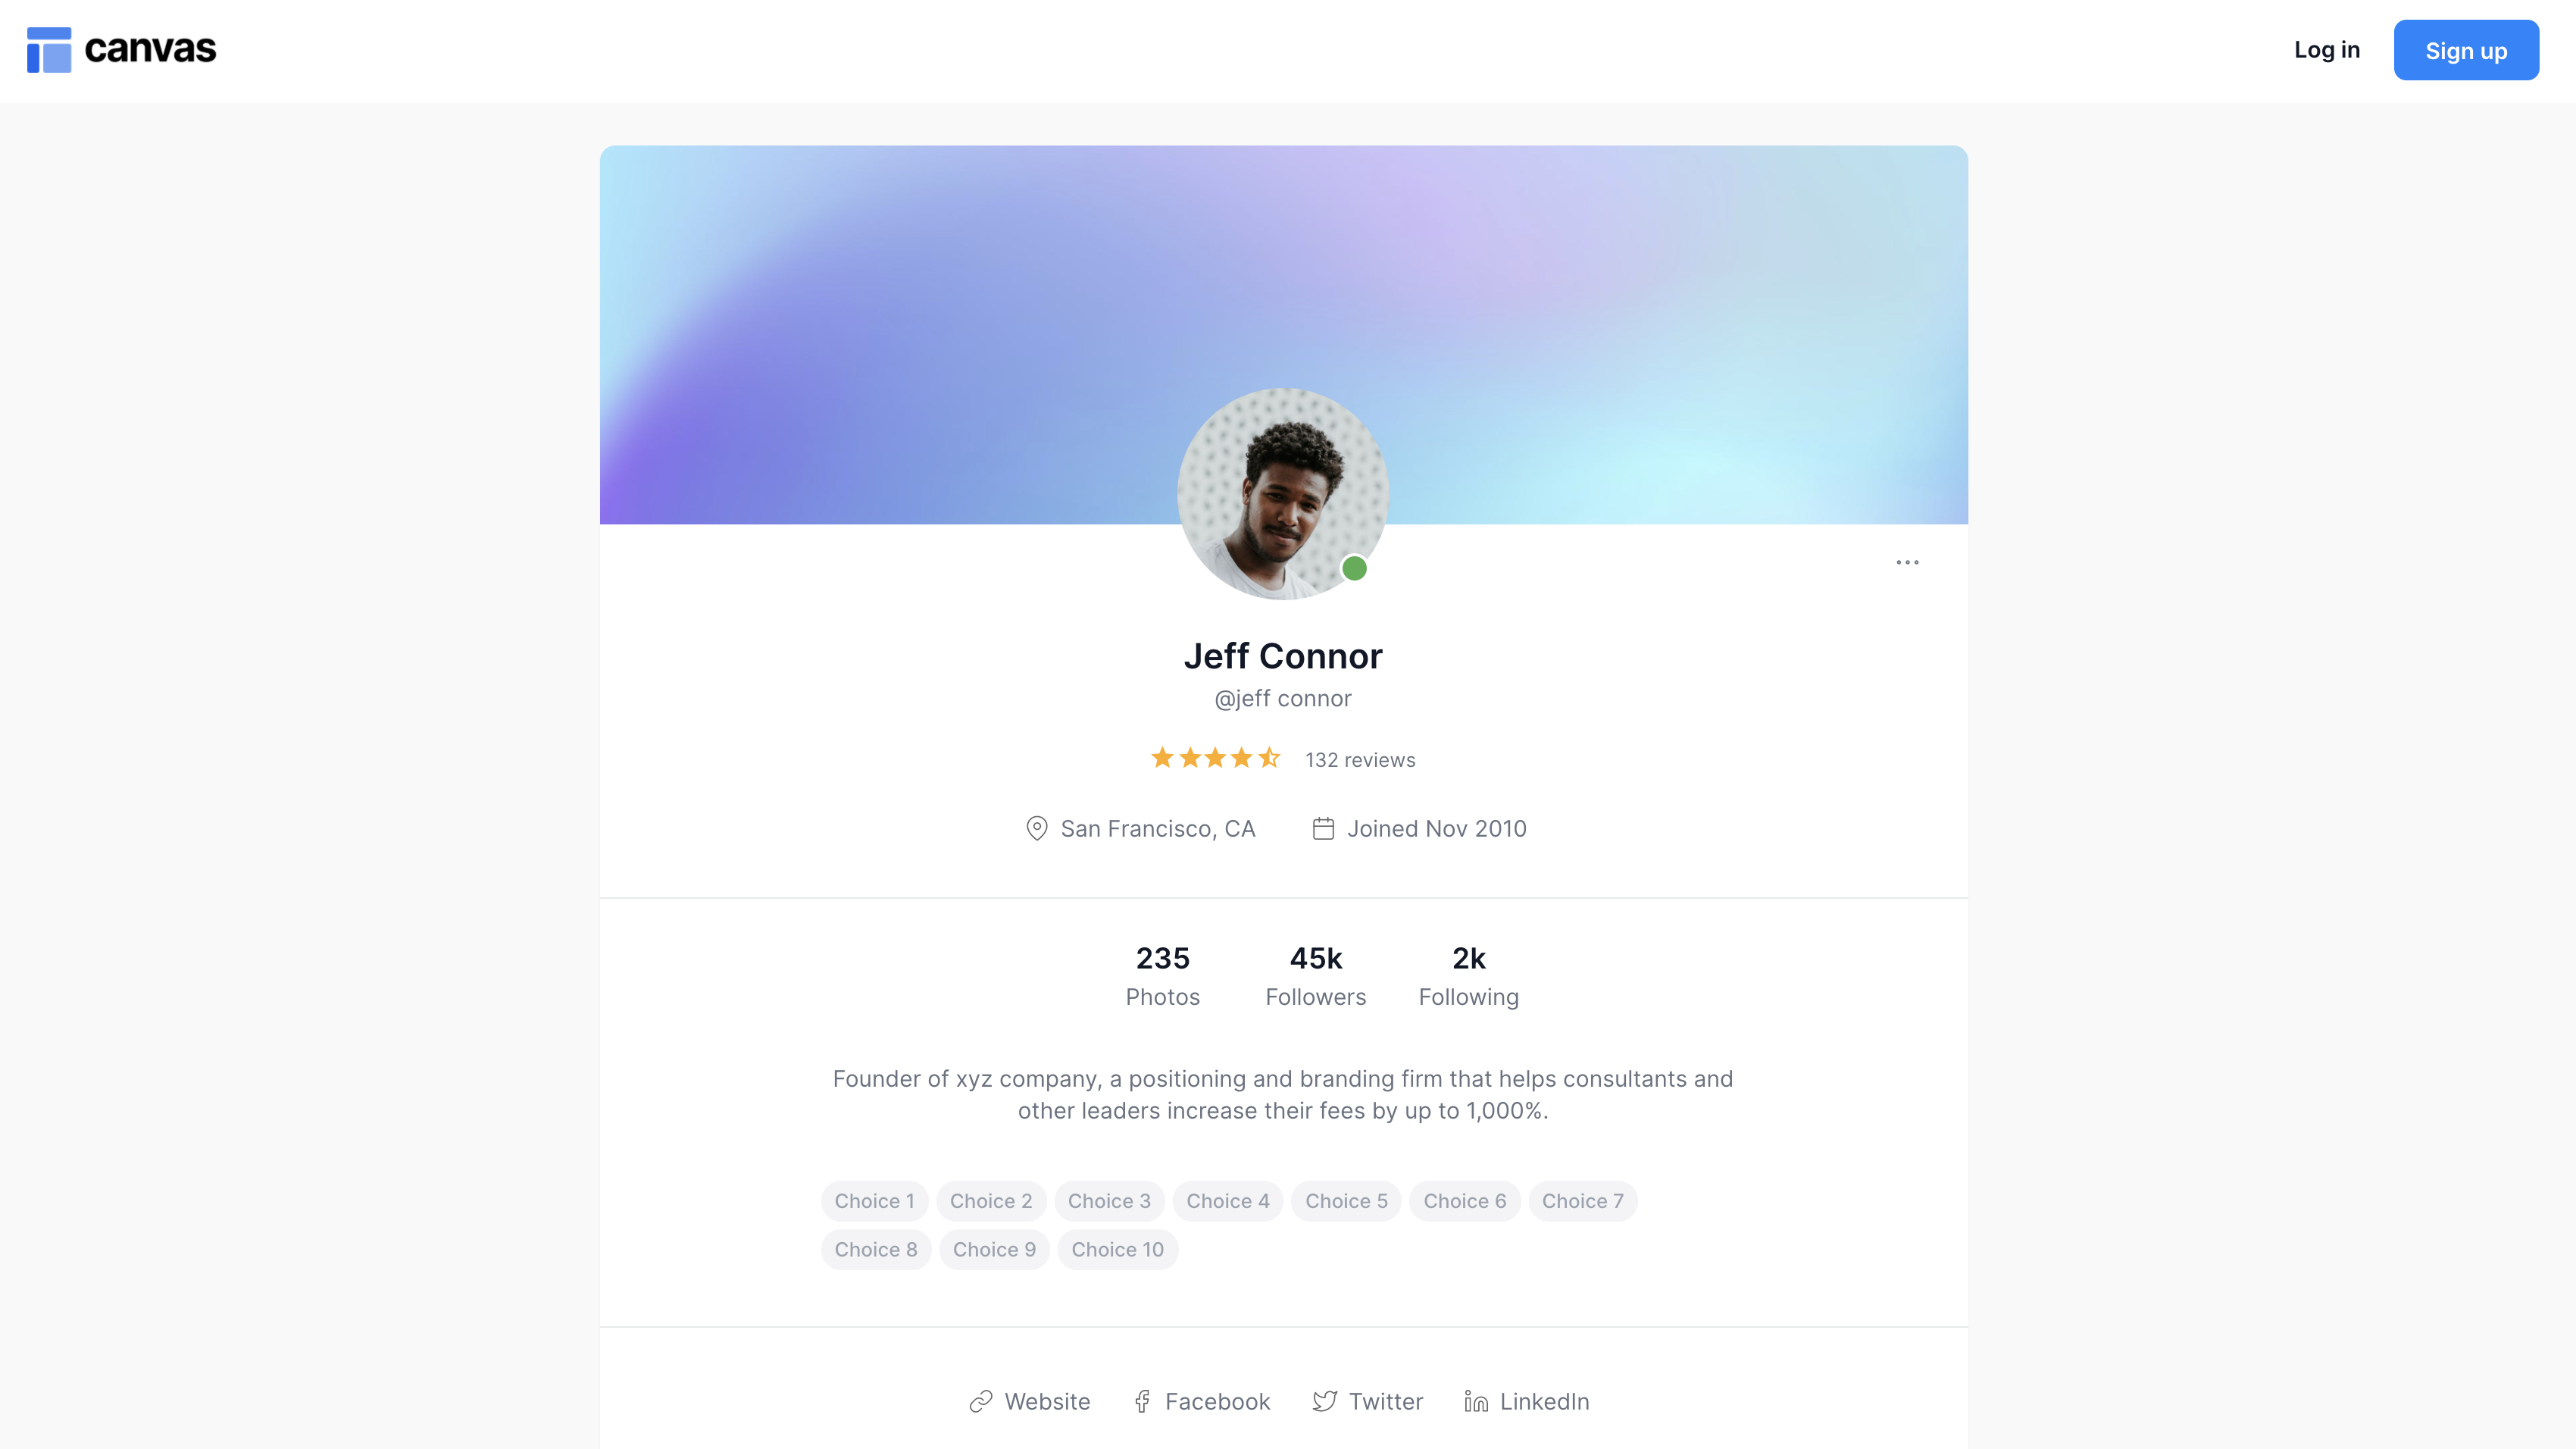 canvas
Log in
Sign up
Jeff Connor
@jeff connor
132 reviews
San Francisco, CA
Joined Nov 2010
235
45k
2k
Photos
Followers
Following
Founder of xyz company, a positioning and branding firm that helps consultants and
other leaders increase their fees by up to 1,000%.
Choice 1 Choice 2 Choice 3 Choice 4 Choice 5 Choice 6 Choice 7
Choice 8 Choice 9 Choice 10
Website Facebook Twitter LinkedIn